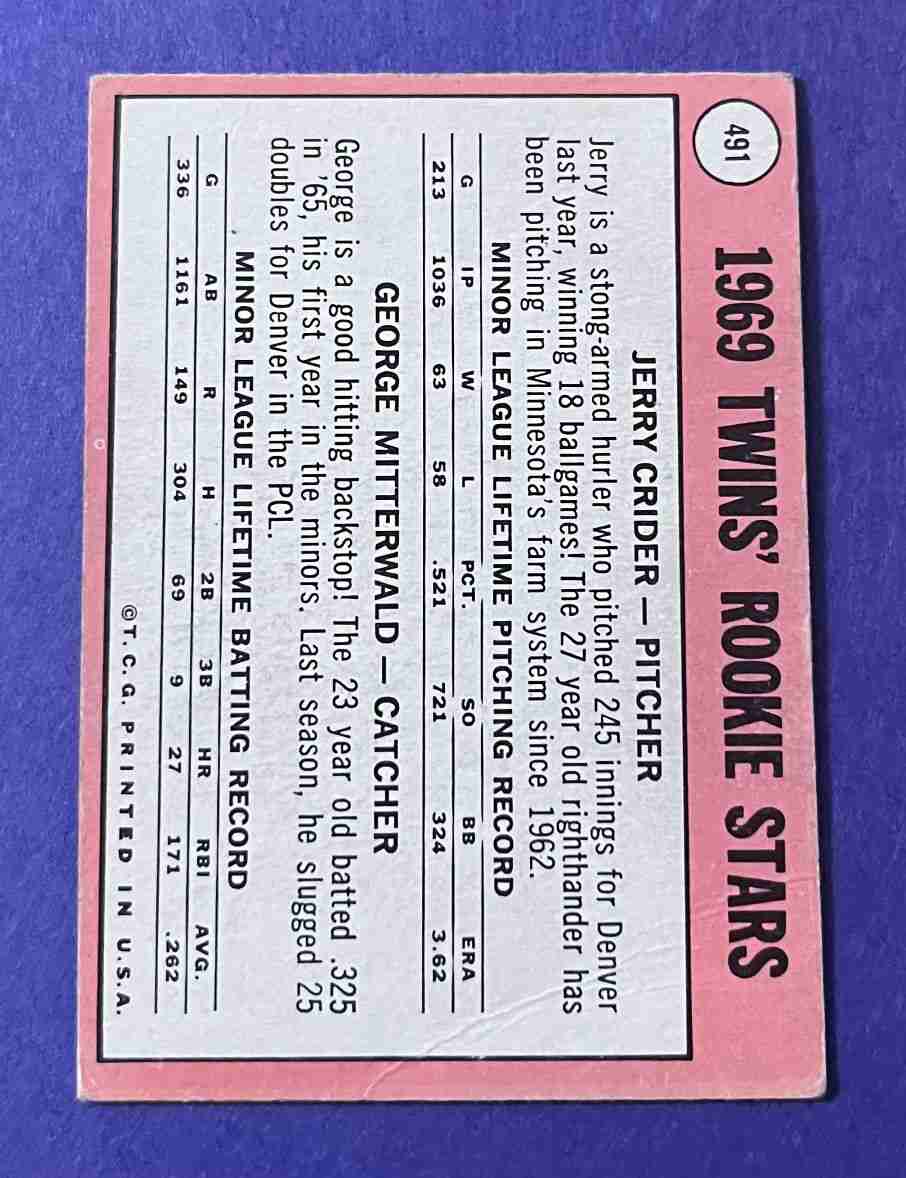 491
1969 TWINS' ROOKIE STARS
JERRY CRIDER — PITCHER
Jerry is a stong-armed hurler who pitched 245 innings for Denver
last year, winning 18 ballgames! The 27 year old righthander has
been pitching in Minnesota's farm system since 1962.
MINOR LEAGUE LIFETIME PITCHING RECORD
G IP W L PCT. SO BB ERA
213 1036 63 58 .521 721 324 3.62
GEORGE MITTERWALD — CATCHER
George is a good hitting backstop! The 23 year old batted .325
in '65, his first year in the minors. Last season, he slugged 25
doubles for Denver in the PCL.
MINOR LEAGUE LIFETIME BATTING RECORD
G AB R H 2B 3B HR RBI AVG.
336 1161 149 304 69 9 27 171 .262
©T. C. G. PRINTED IN U.S.A.